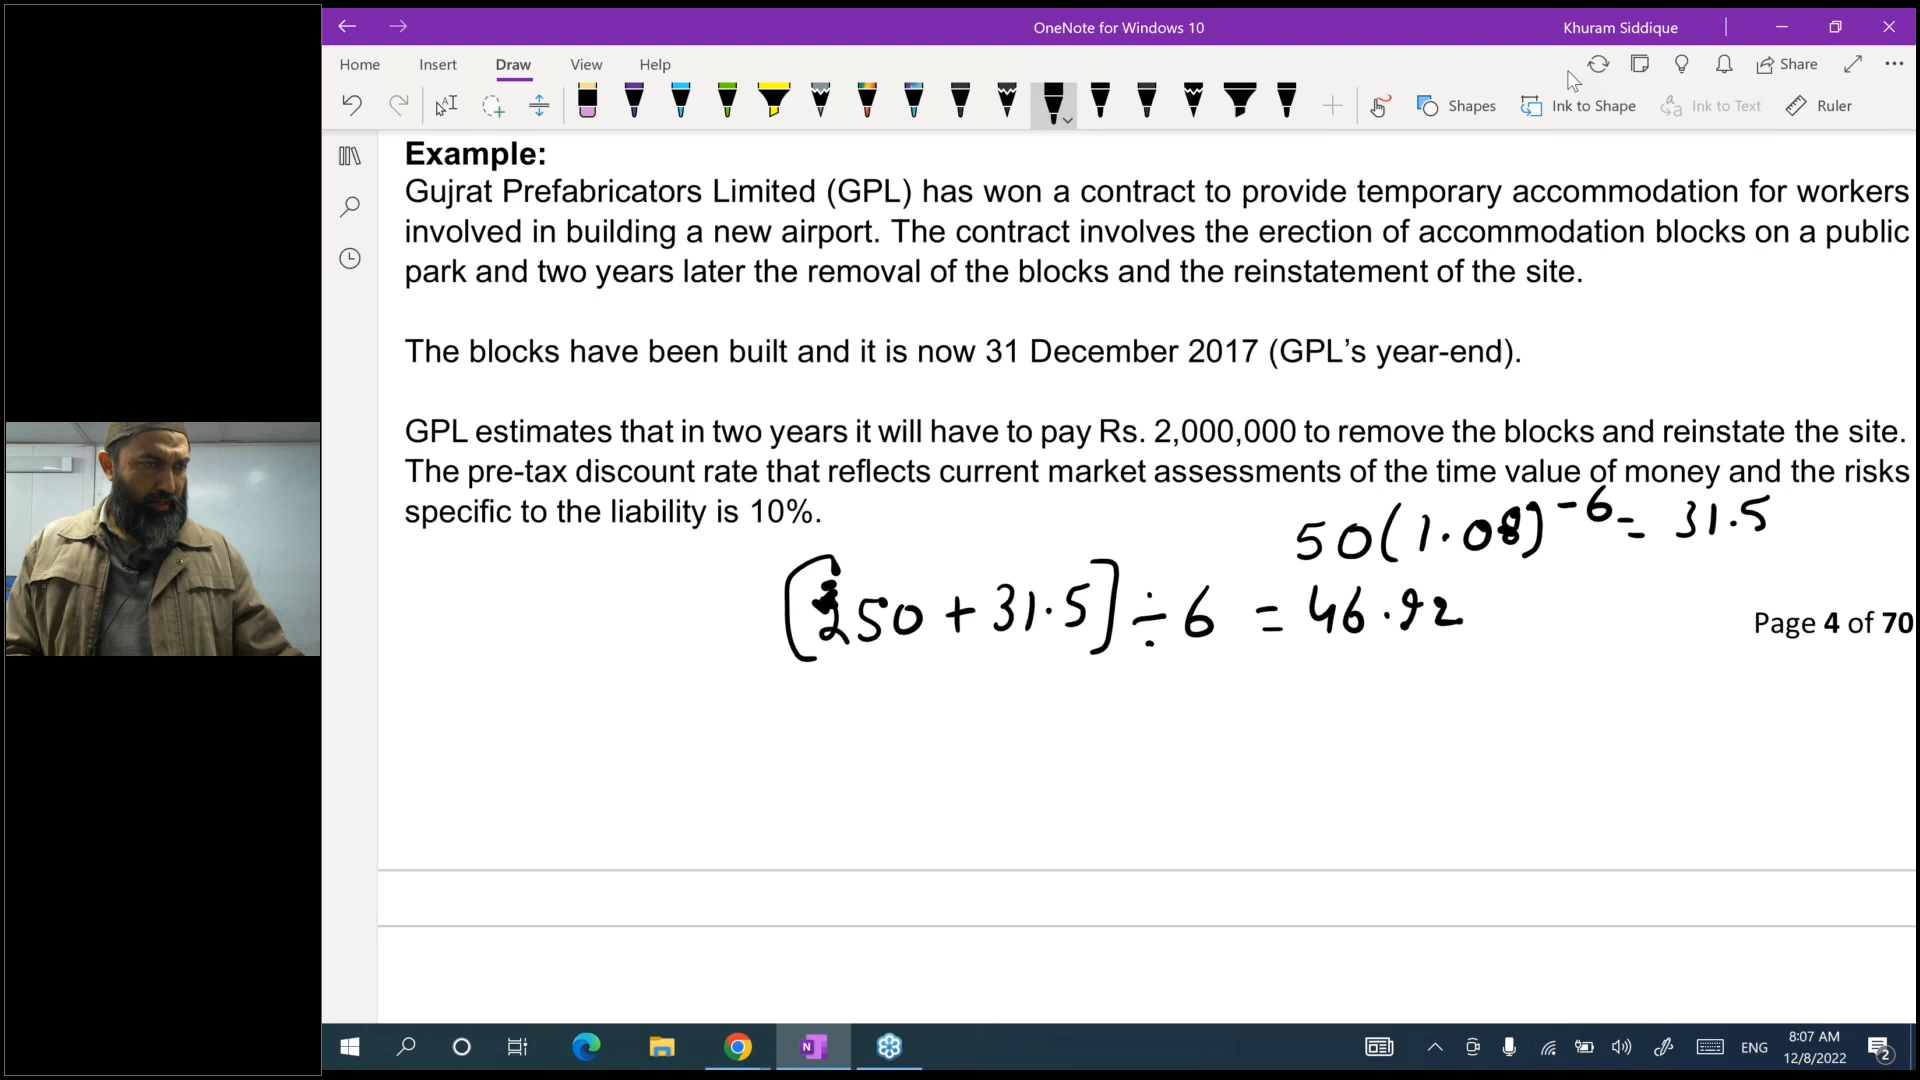 OneNote for Windows 10
Khuram Siddique
Home Insert Draw View Help
Share
Shapes Ink to Shape Ink to Text Ruler
Example:
Gujrat Prefabricators Limited (GPL) has won a contract to provide temporary accommodation for workers
involved in building a new airport. The contract involves the erection of accommodation blocks on a public
park and two years later the removal of the blocks and the reinstatement of the site.
The blocks have been built and it is now 31 December 2017 (GPL's year-end).
GPL estimates that in two years it will have to pay Rs. 2,000,000 to remove the blocks and reinstate the site.
The pre-tax discount rate that reflects current market assessments of the time value of money and the risks
specific to the liability is 10%.
50(1.08)^-6 = 31.5
[250 + 31.5] ÷ 6 = 46.92
Page 4 of 70
ENG
8:07 AM
12/8/2022
2